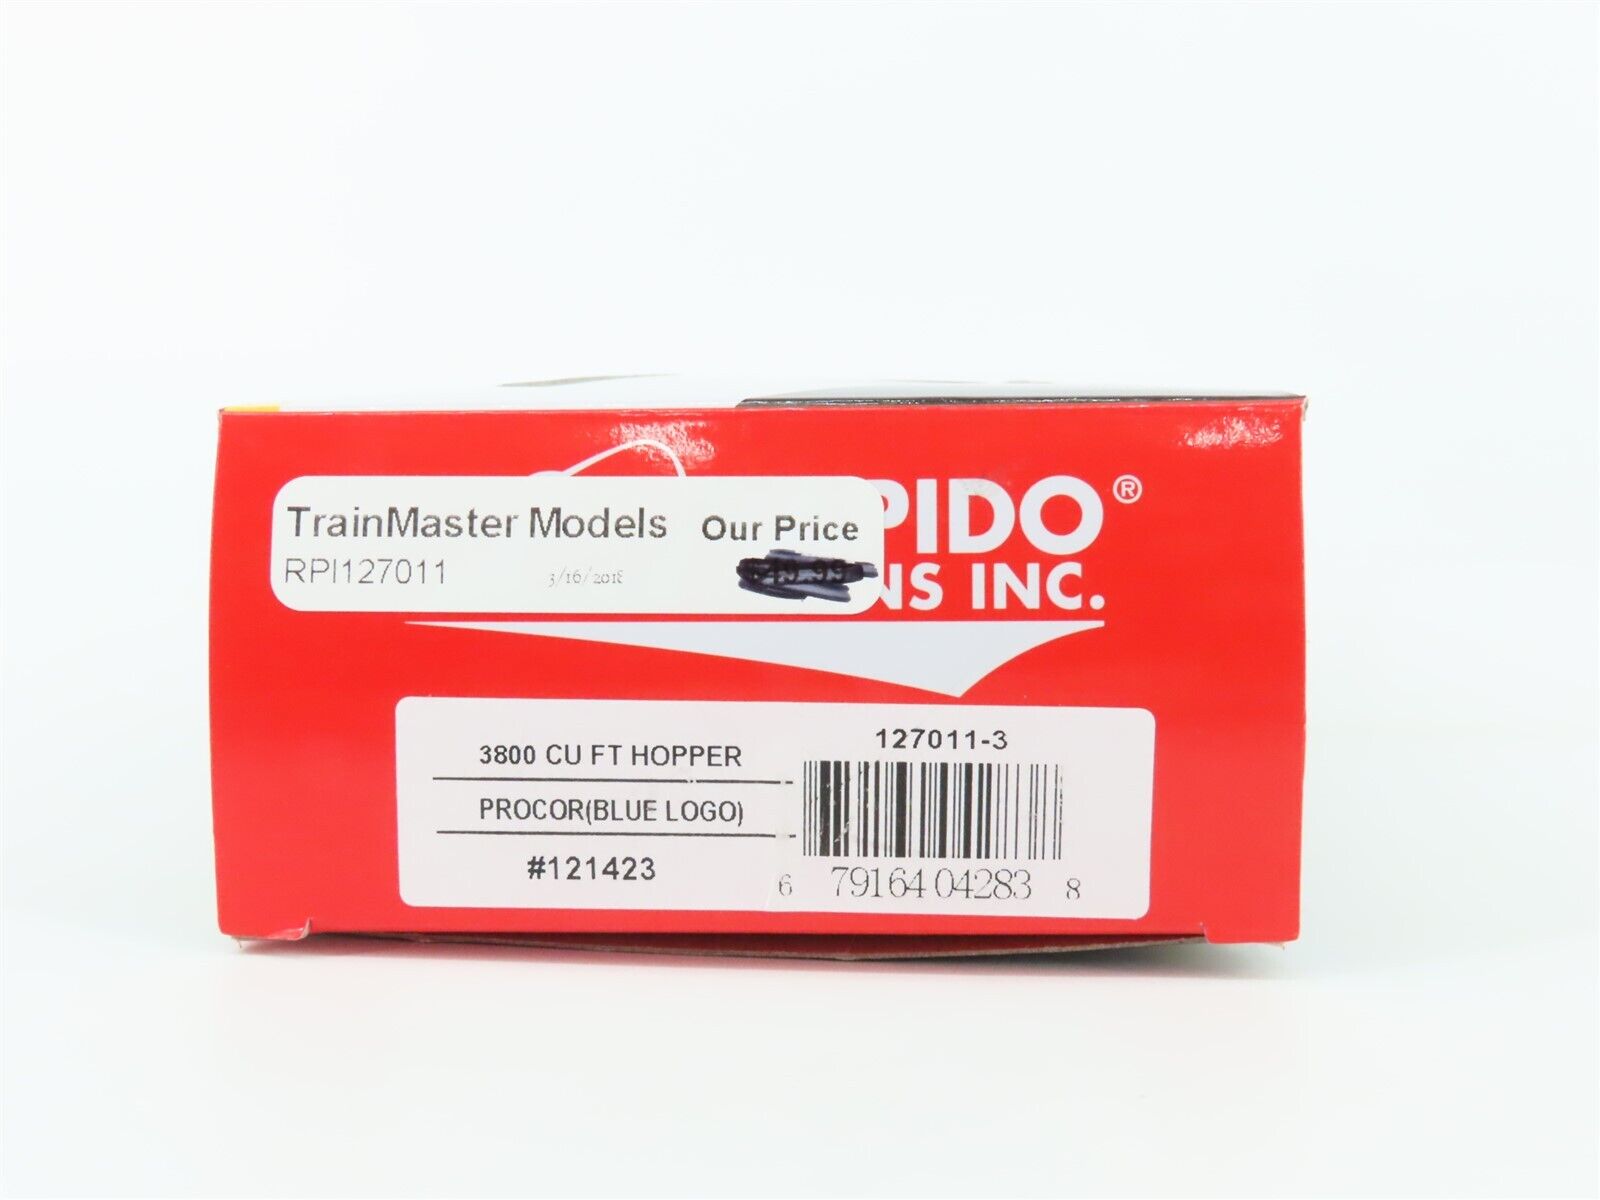 TrainMaster Models Our Price
RPI127011 3/16/2018
PIDO®
NS INC.
3800 CU FT HOPPER
PROCOR(BLUE LOGO)
#121423
127011-3
6 79164 04283 8